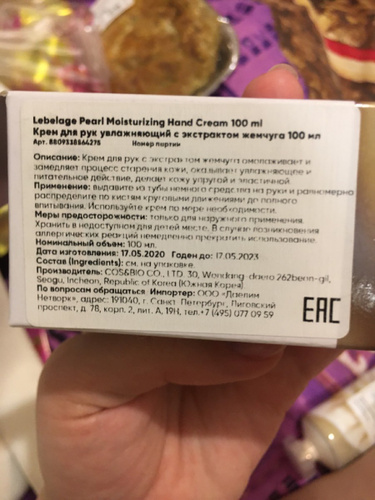 Lebelage Pearl Moisturizing Hand Cream 100 ml
Крем для рук увлажняющий с экстрактом жемчуга 100 мл
Арт. 8809338564275 Номер партии
Описание: Крем для рук с экстрактом жемчуга омолаживает и
замедляет процесс старения кожи, оказывает увлажняющее и
питательное действие, делает кожу упругой и эластичной.
Применение: выдавите из тубы немного средства на руки и равномерно
распределите по кистям круговыми движениями до полного
впитывания. Используйте крем по мере необходимости.
Меры предосторожности: только для наружного применения.
Хранить в недоступном для детей месте. В случае возникновения
аллергических реакций немедленно прекратить использование.
Номинальный объем: 100 мл.
Дата изготовления: 17.05.2020 Годен до: 17.05.2023
Состав (Ingredients): см. на упаковке
Производитель: COS&BIO CO., LTD. 30, Wondang-daero 262beon-gil,
Seogu, Incheon, Republic of Korea (Южная Корея)
По вопросам обращаться: Импортер: ООО «Даелим
Нетворк», адрес: 191040, г. Санкт-Петербург, Лиговский
проспект, д. 78, корп. 2, лит. А, 19Н, тел.+7 (495) 077 09 59
EAC